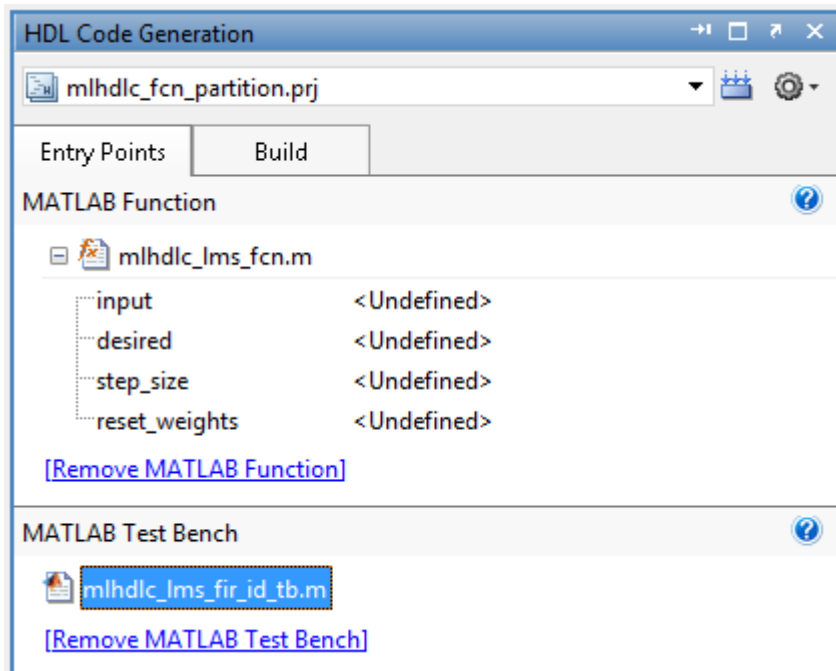 HDL Code Generation
mlhdlc_fcn_partition.prj
Entry Points Build
MATLAB Function
mlhdlc_lms_fcn.m
input <Undefined>
desired <Undefined>
step_size <Undefined>
reset_weights <Undefined>
[Remove MATLAB Function]
MATLAB Test Bench
mlhdlc_lms_fir_id_tb.m
[Remove MATLAB Test Bench]